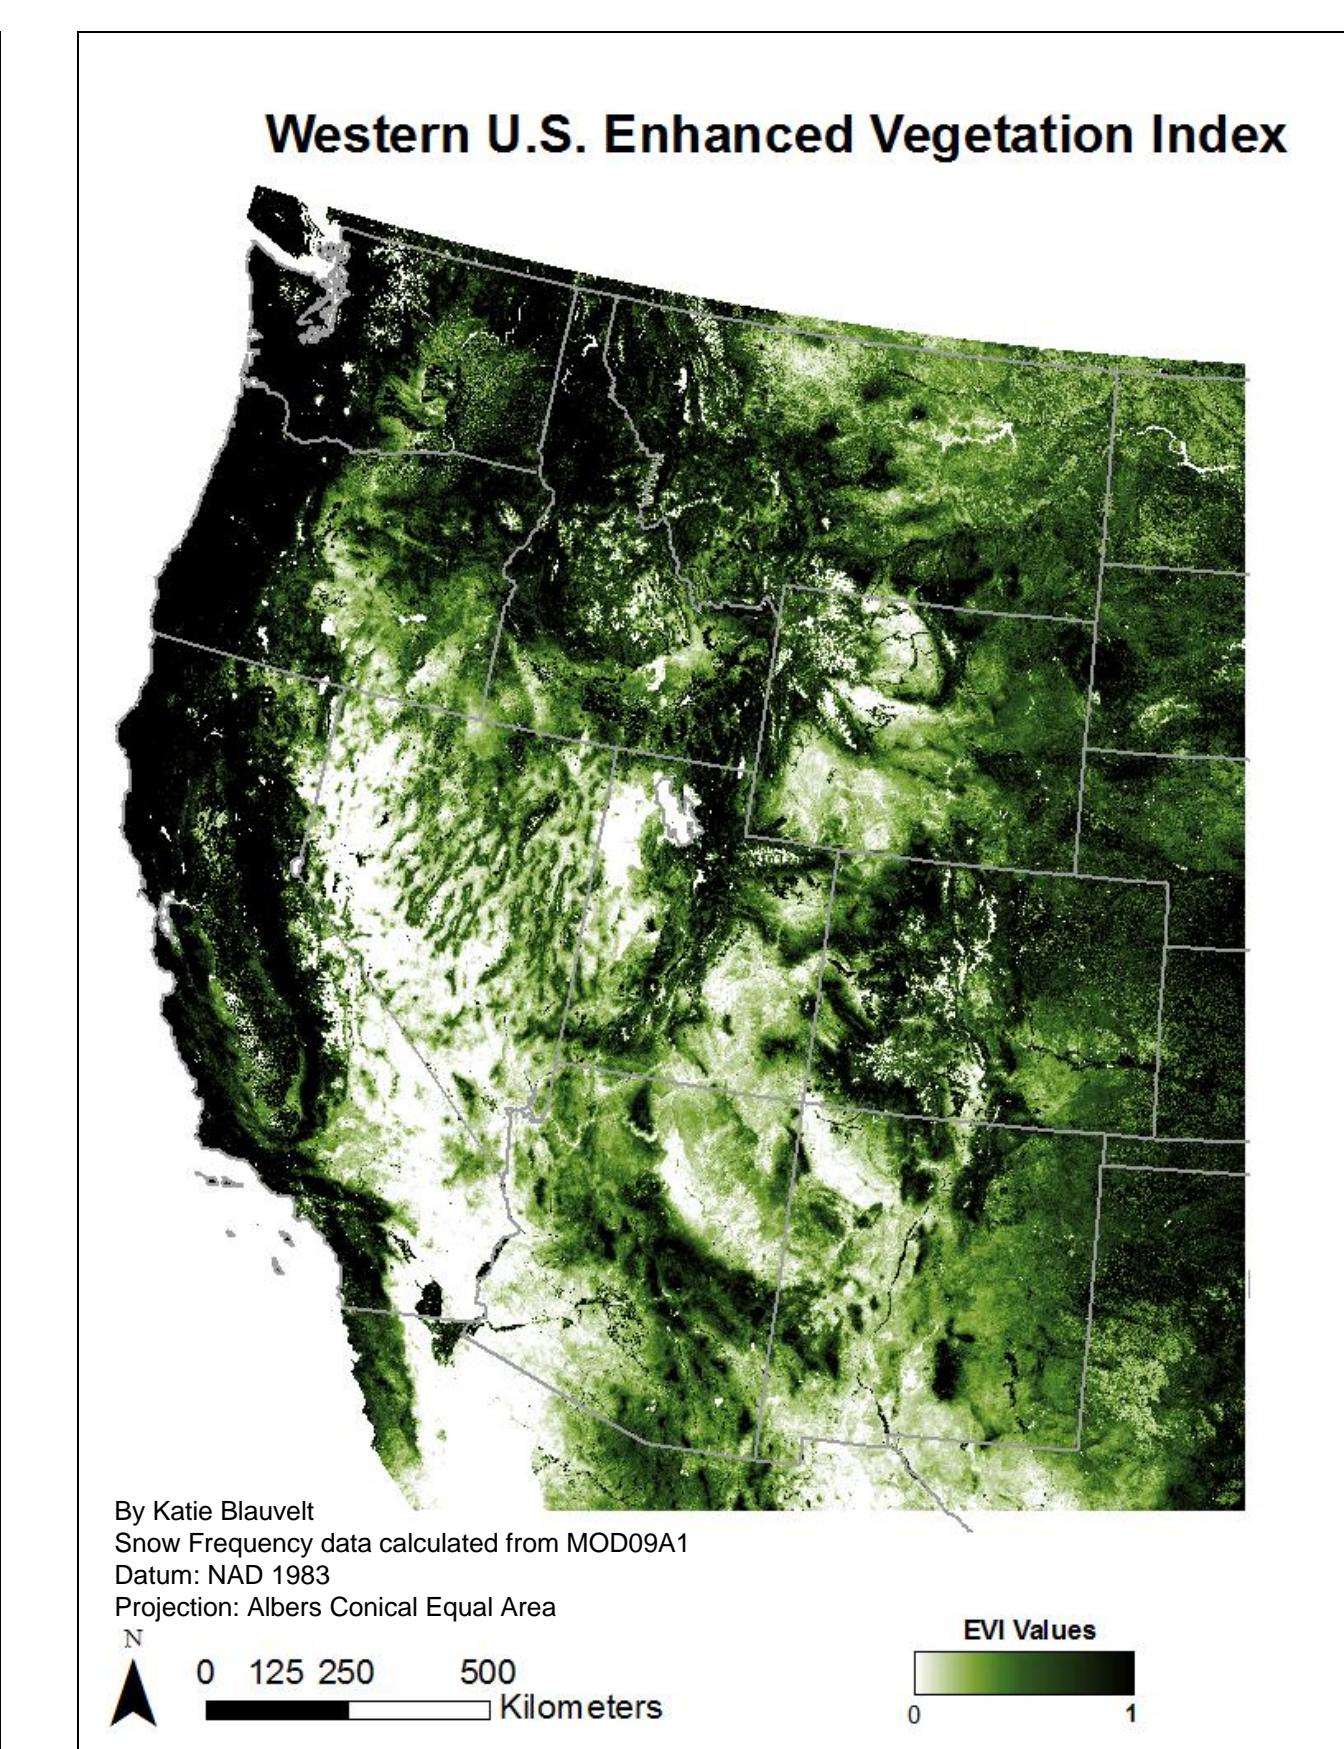 Western U.S. Enhanced Vegetation Index
By Katie Blauvelt
Snow Frequency data calculated from MOD09A1
Datum: NAD 1983
Projection: Albers Conical Equal Area
N
0 125 250 500
Kilometers
EVI Values
0 1